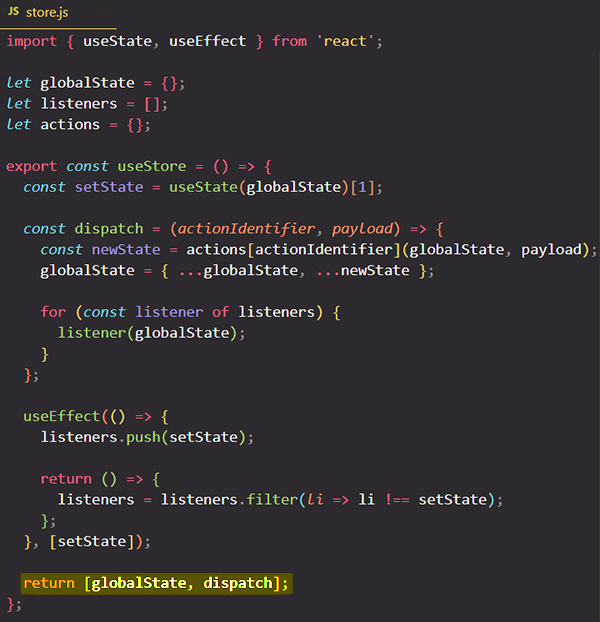 JS store.js
import { useState, useEffect } from 'react';
let globalState = {};
let listeners = [];
let actions = {};
export const useStore = () => {
const setState = useState(globalState)[1];
const dispatch = (actionIdentifier, payload) => {
const newState = actions[actionIdentifier](globalState, payload);
globalState = { ...globalState, ...newState };
for (const listener of listeners) {
listener(globalState);
}
};
useEffect(() => {
listeners.push(setState);
return () => {
listeners = listeners.filter(li => li !== setState);
};
}, [setState]);
return [globalState, dispatch];
};